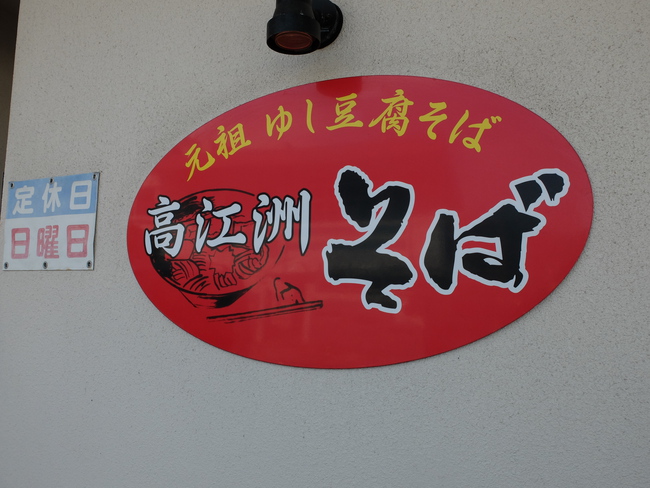 元祖 ゆし豆腐そば
高江洲
そば
定休日
日曜日